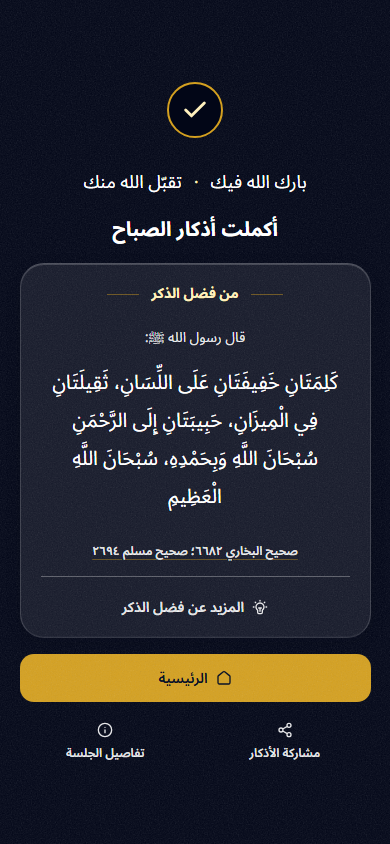 بارك الله فيك · تقبّل الله منك
أكملت أذكار الصباح
من فضل الذكر
قال رسول الله ﷺ:
كَلِمَتَانِ خَفِيفَتَانِ عَلَى اللِّسَانِ، ثَقِيلَتَانِ
فِي الْمِيزَانِ، حَبِيبَتَانِ إِلَى الرَّحْمَنِ
سُبْحَانَ اللَّهِ وَبِحَمْدِهِ، سُبْحَانَ اللَّهِ
الْعَظِيمِ
صحيح البخاري ٦٦٨٢؛ صحيح مسلم ٢٦٩٤
المزيد عن فضل الذكر
الرئيسية
مشاركة الأذكار
تفاصيل الجلسة